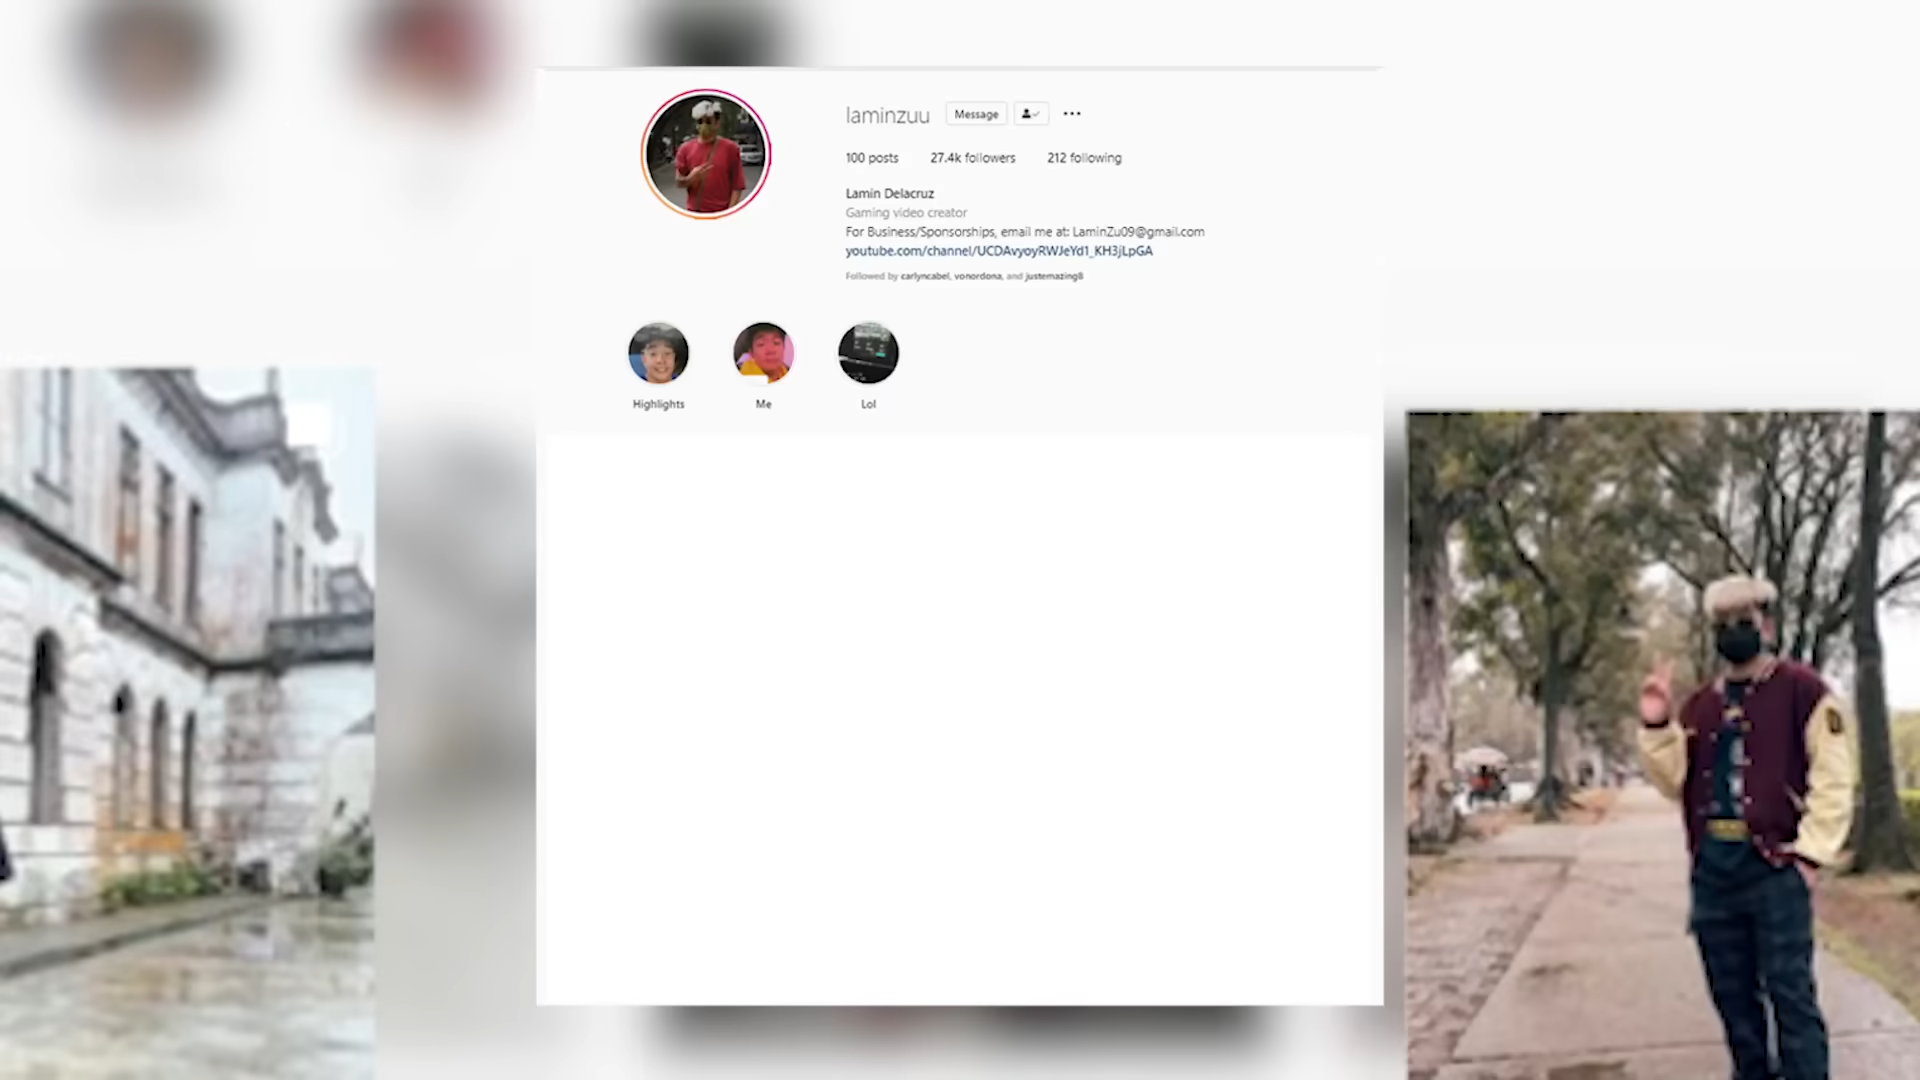 laminzuu Message
100 posts 27.4k followers 212 following
Lamin Delacruz
Gaming video creator
For Business/Sponsorships, email me at: LaminZu09@gmail.com
youtube.com/channel/UCDAvyoyRWJeYd1_KH3jLpGA
Followed by carlyncabel, vonordona, and justemazing8
Highlights Me Lol